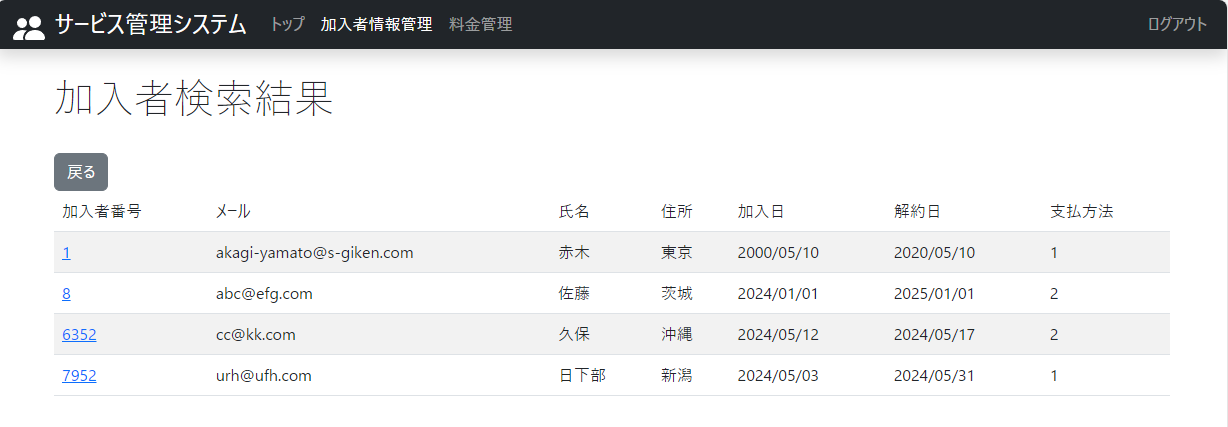 サービス管理システム トップ 加入者情報管理 料金管理 ログアウト
加入者検索結果
戻る
加入者番号 メール 氏名 住所 加入日 解約日 支払方法
1 akagi-yamato@s-giken.com 赤木 東京 2000/05/10 2020/05/10 1
8 abc@efg.com 佐藤 茨城 2024/01/01 2025/01/01 2
6352 cc@kk.com 久保 沖縄 2024/05/12 2024/05/17 2
7952 urh@ufh.com 日下部 新潟 2024/05/03 2024/05/31 1